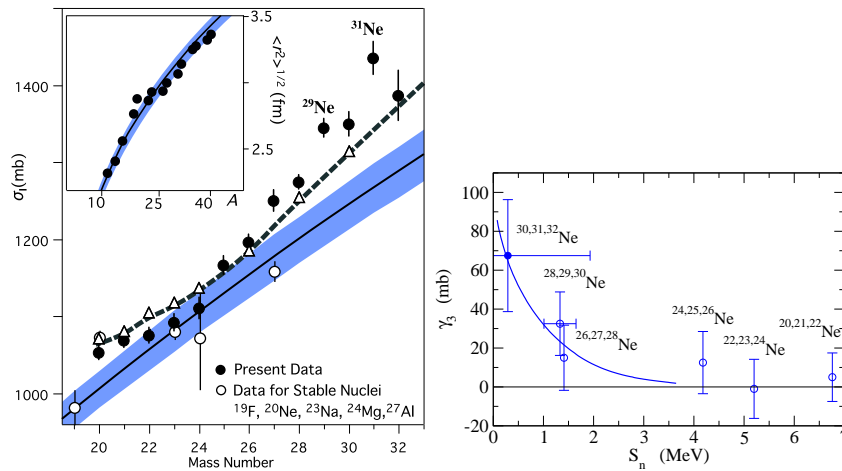 3.5
<r²>¹/² (fm)
2.5
10
25
40
A
³¹Ne
²⁹Ne
1400
1200
1000
σI(mb)
Present Data
Data for Stable Nuclei
¹⁹F, ²⁰Ne, ²³Na, ²⁴Mg,²⁷Al
20 22 24 26 28 30 32
Mass Number
100
80
60
40
20
0
-20
γ₃ (mb)
³⁰,³¹,³²Ne
²⁸,²⁹,³⁰Ne
²⁶,²⁷,²⁸Ne
²⁴,²⁵,²⁶Ne
²²,²³,²⁴Ne
²⁰,²¹,²²Ne
0 1 2 3 4 5 6 7
Sₙ (MeV)